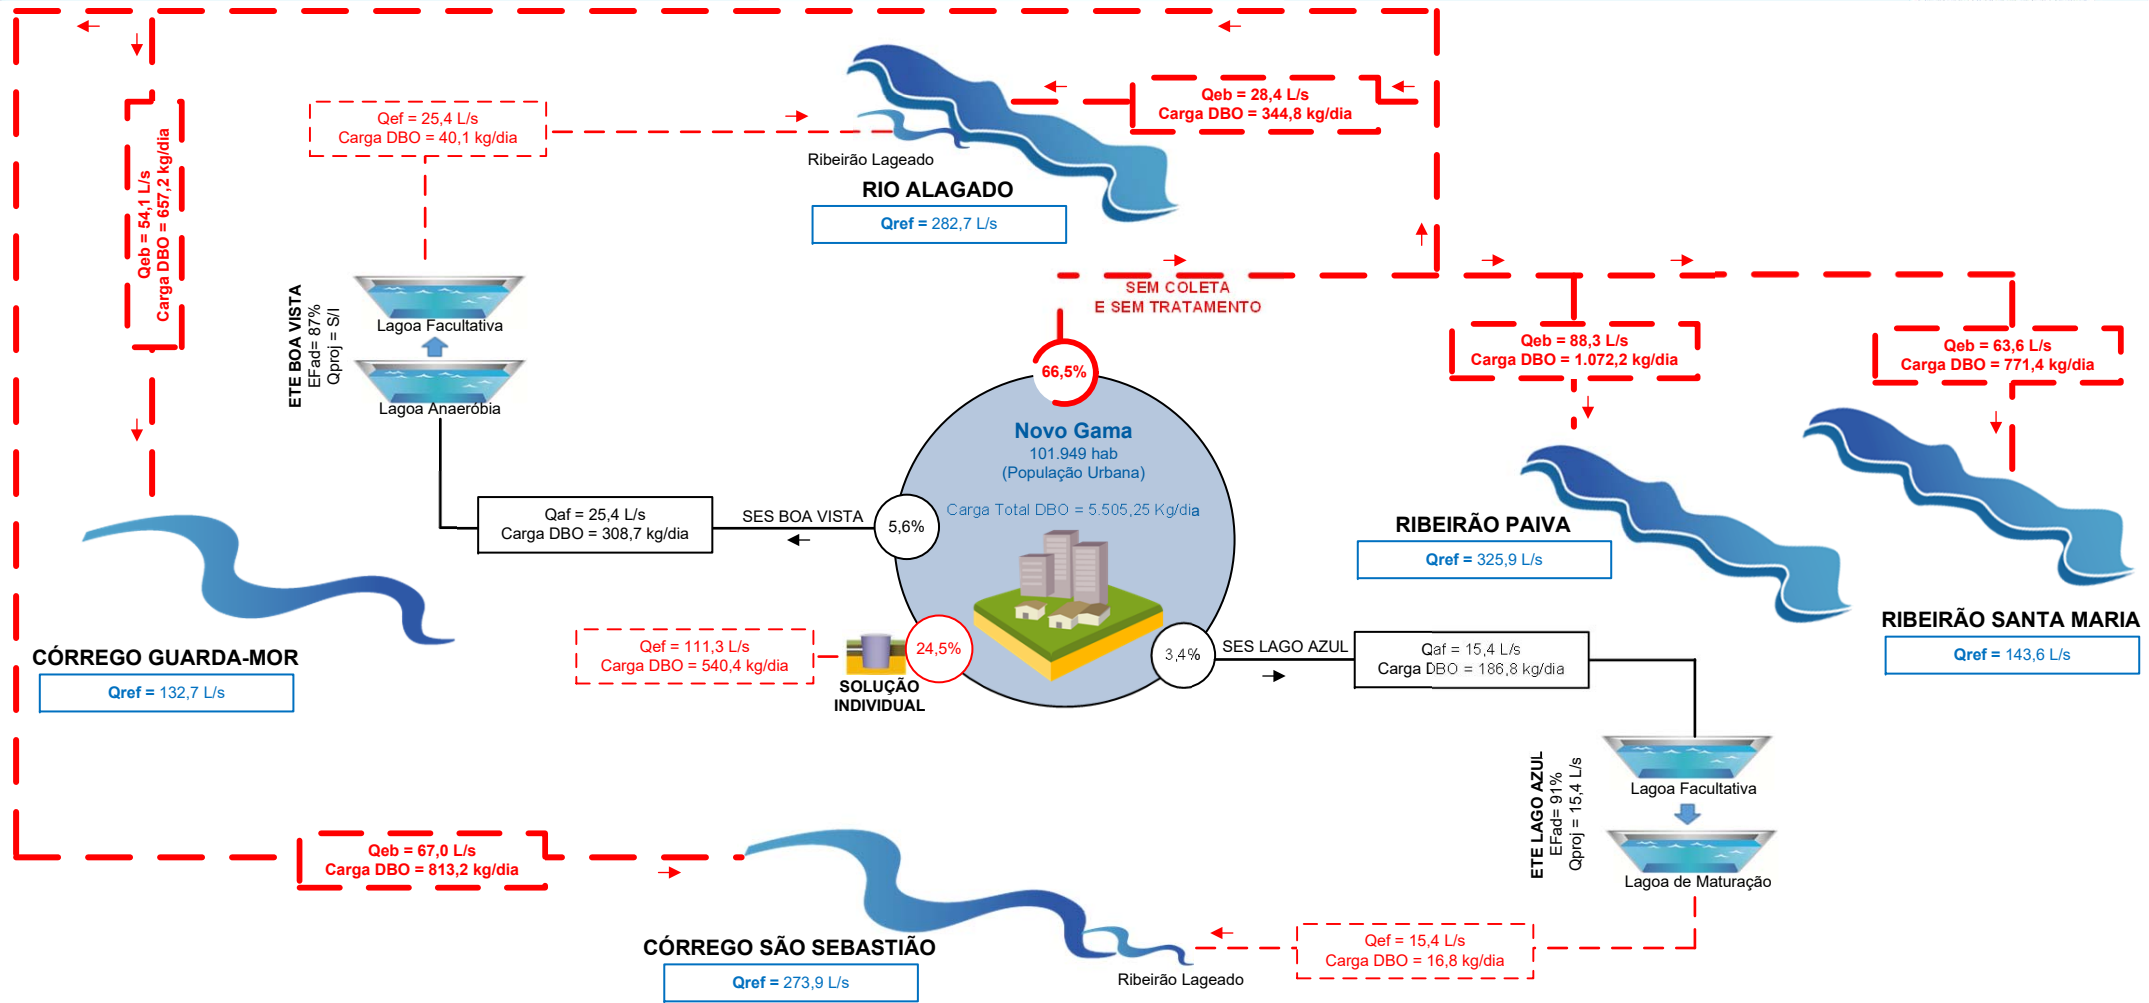 Qeb = 28,4 L/s
Carga DBO = 344,8 kg/dia
Qef = 25,4 L/s
Carga DBO = 40,1 kg/dia
Qeb = 54,1 L/s
Carga DBO = 657,2 kg/dia
Ribeirão Lageado
RIO ALAGADO
Qref = 282,7 L/s
SEM COLETA
E SEM TRATAMENTO
ETE BOA VISTA
EFad= 87%
Qproj = S/I
Lagoa Facultativa
Lagoa Anaeróbia
Qeb = 88,3 L/s
Carga DBO = 1.072,2 kg/dia
Qeb = 63,6 L/s
Carga DBO = 771,4 kg/dia
66,5%
Novo Gama
101.949 hab
(População Urbana)
Carga Total DBO = 5.505,25 Kg/dia
Qaf = 25,4 L/s
Carga DBO = 308,7 kg/dia
SES BOA VISTA
5,6%
RIBEIRÃO PAIVA
Qref = 325,9 L/s
RIBEIRÃO SANTA MARIA
Qref = 143,6 L/s
CÓRREGO GUARDA-MOR
Qref = 132,7 L/s
Qef = 111,3 L/s
Carga DBO = 540,4 kg/dia
24,5%
SOLUÇÃO
INDIVIDUAL
3,4%
SES LAGO AZUL
Qaf = 15,4 L/s
Carga DBO = 186,8 kg/dia
ETE LAGO AZUL
EFad= 91%
Qproj = 15,4 L/s
Lagoa Facultativa
Lagoa de Maturação
Qeb = 67,0 L/s
Carga DBO = 813,2 kg/dia
CÓRREGO SÃO SEBASTIÃO
Qref = 273,9 L/s
Ribeirão Lageado
Qef = 15,4 L/s
Carga DBO = 16,8 kg/dia